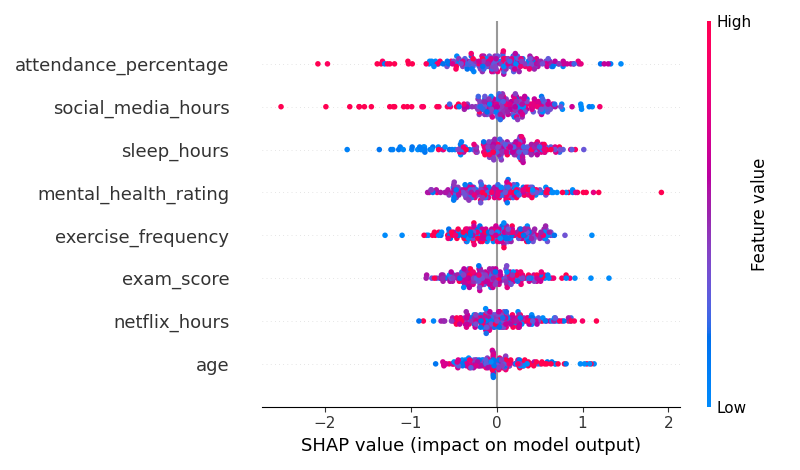 High
attendance_percentage
social_media_hours
sleep_hours
mental_health_rating
exercise_frequency
exam_score
netflix_hours
age
Feature value
Low
−2 −1 0 1 2
SHAP value (impact on model output)